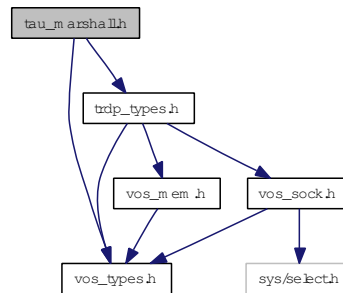 tau_marshall.h
trdp_types.h
vos_mem.h
vos_sock.h
vos_types.h
sys/select.h